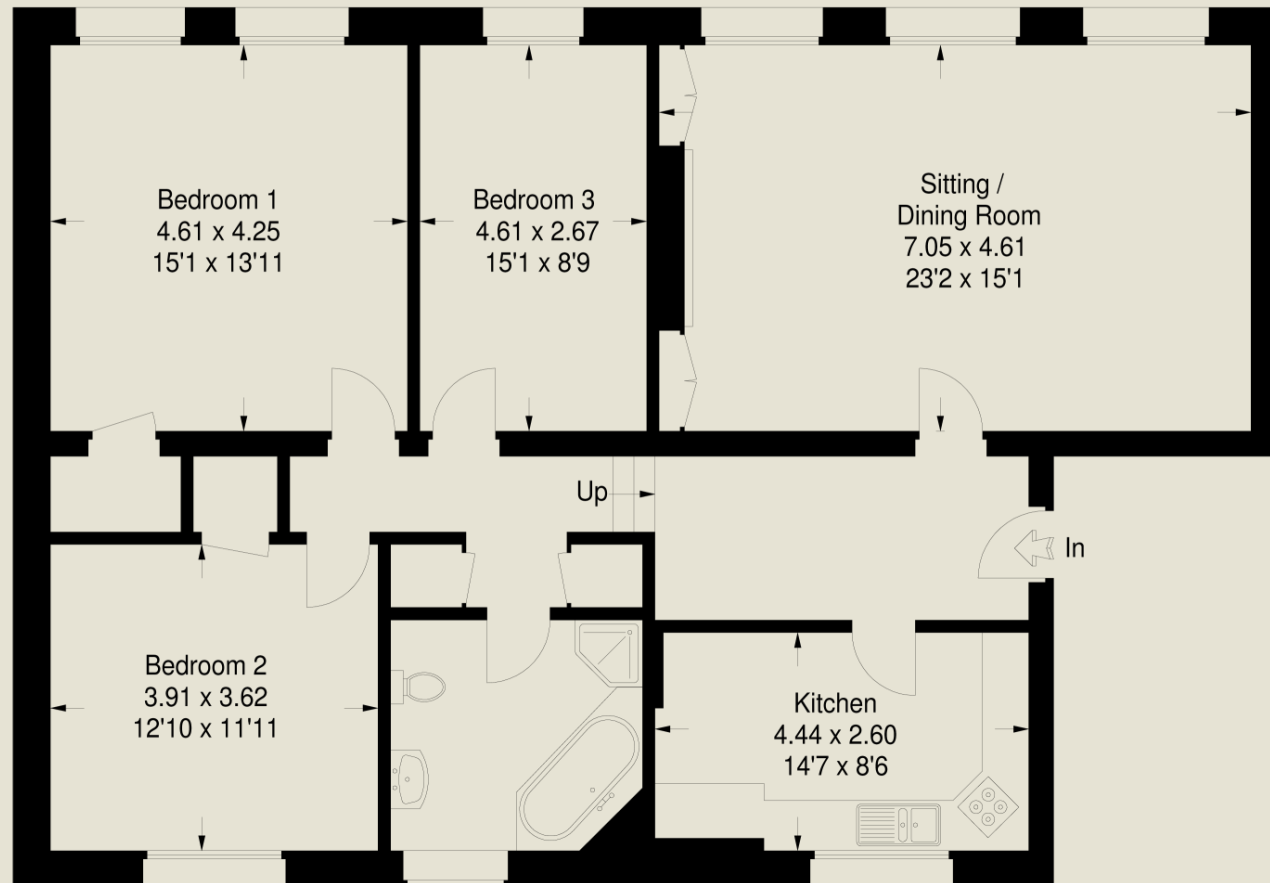 Bedroom 1
4.61 x 4.25
15'1 x 13'11
Bedroom 3
4.61 x 2.67
15'1 x 8'9
Sitting /
Dining Room
7.05 x 4.61
23'2 x 15'1
Up
In
Bedroom 2
3.91 x 3.62
12'10 x 11'11
Kitchen
4.44 x 2.60
14'7 x 8'6